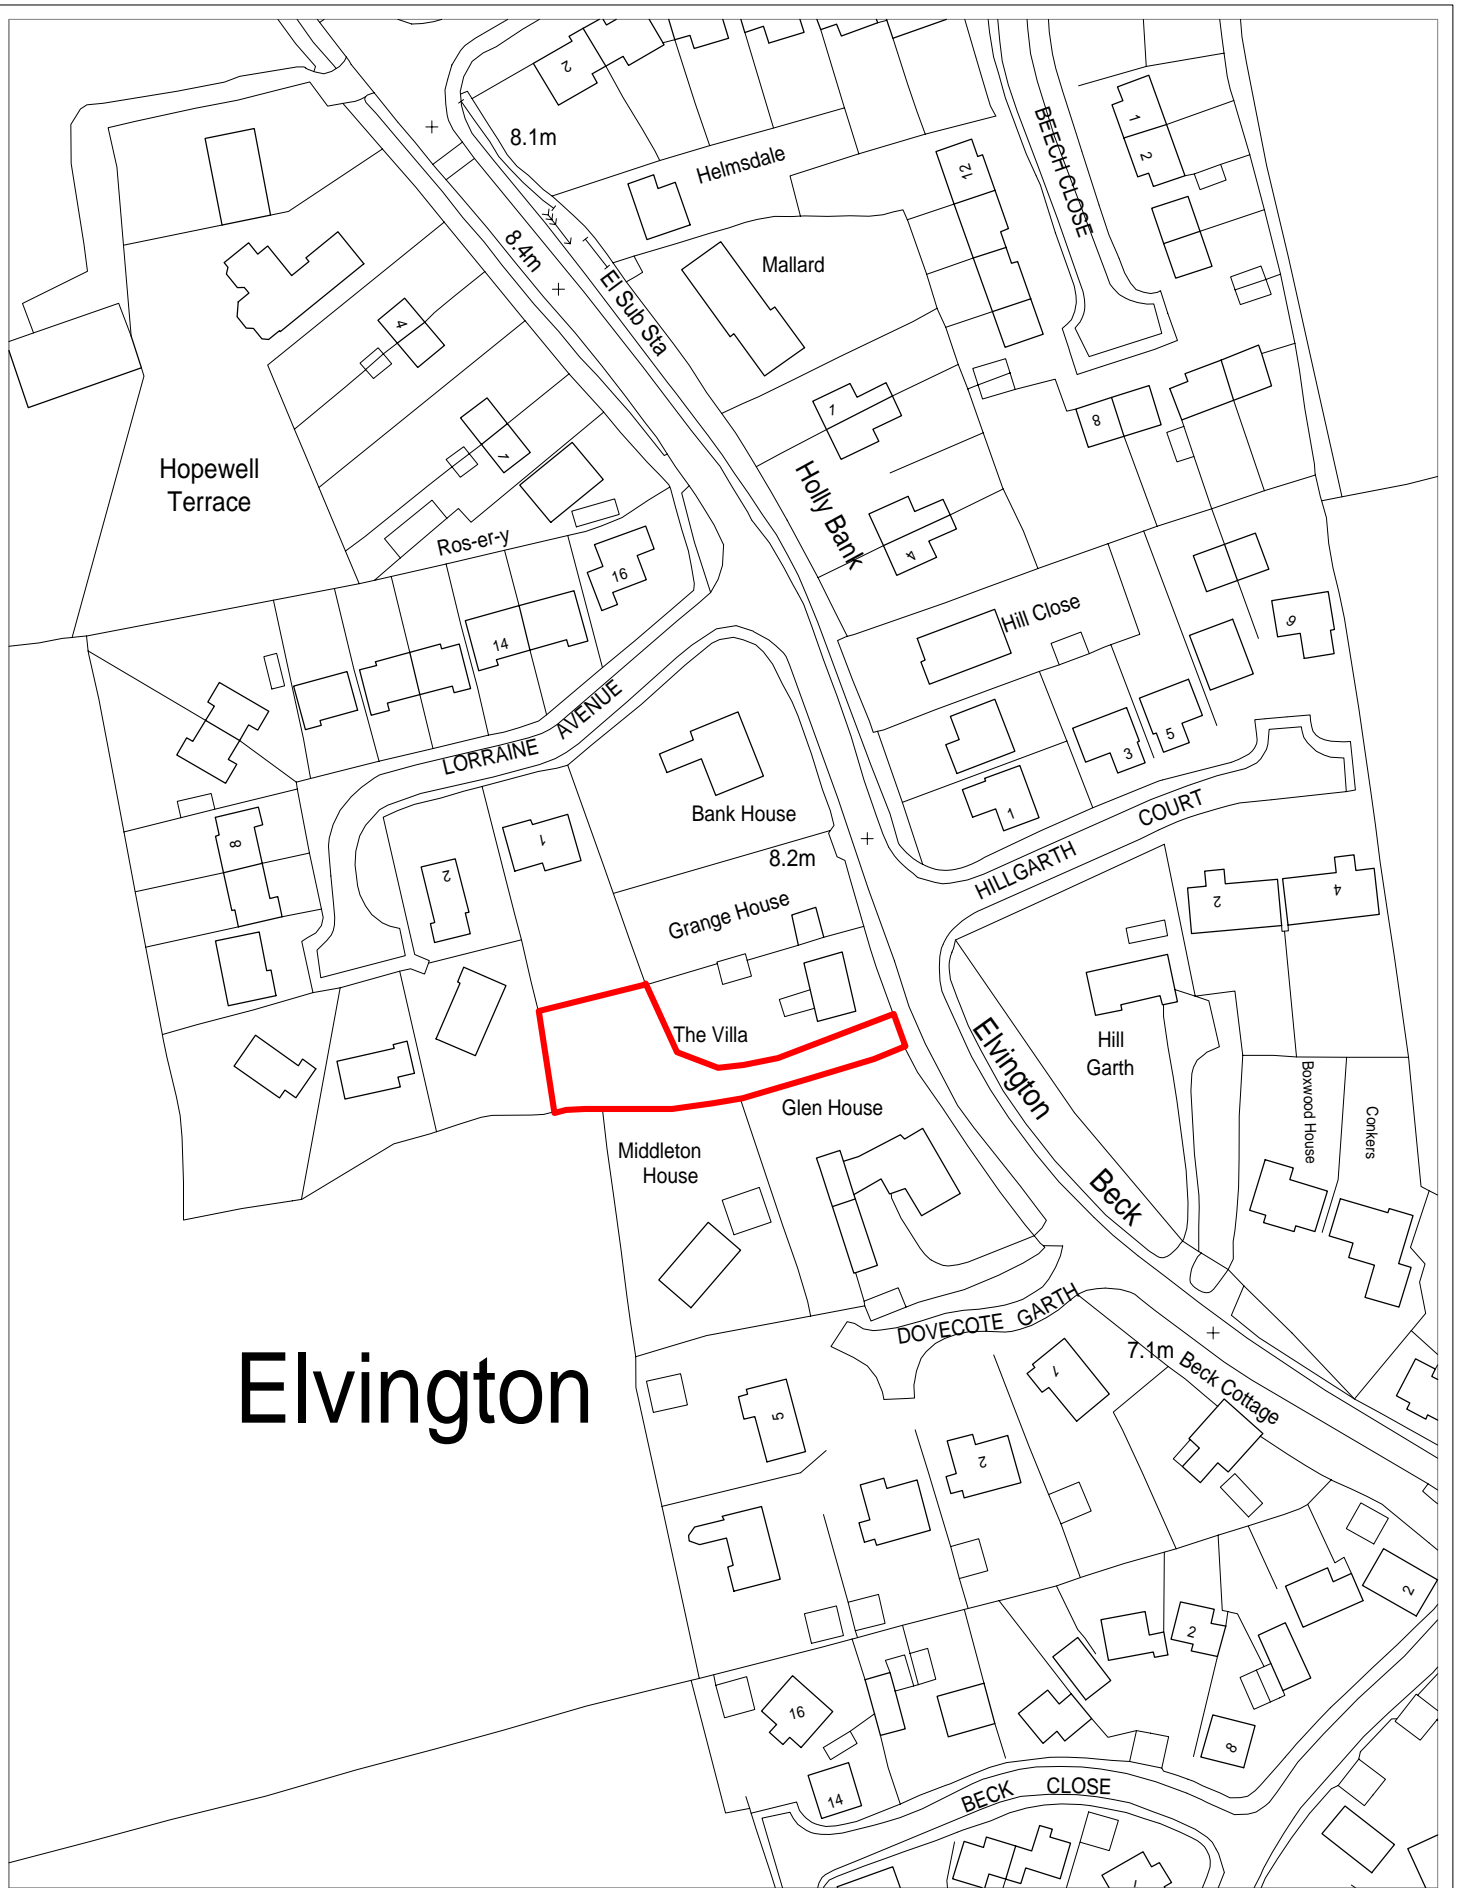 2
8.1m
Helmsdale
BEECH CLOSE
1
2
12
8.4m
El Sub Sta
Mallard
4
1
8
Hopewell
Terrace
7
Holly Bank
4
Ros-er-y
16
14
Hill Close
9
LORRAINE AVENUE
5
3
1
Bank House
HILLGARTH COURT
8
1
2
8.2m
Grange House
2
4
The Villa
Elvington Beck
Hill
Garth
Boxwood House
Conkers
Glen House
Middleton
House
DOVECOTE GARTH
7.1m
Beck Cottage
1
Elvington
5
2
2
2
16
8
14
BECK CLOSE